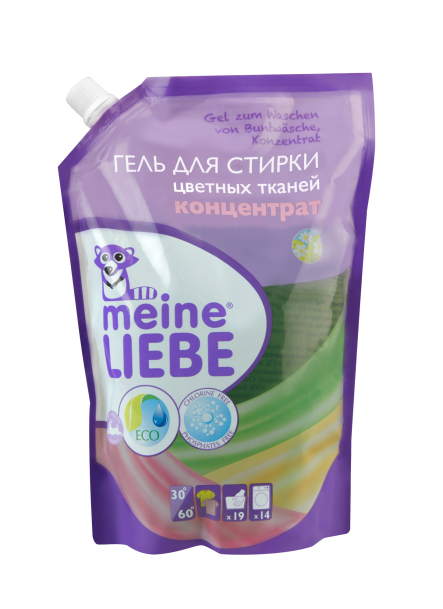 Gel zum Waschen
von Buntwäsche,
Konzentrat
ГЕЛЬ ДЛЯ СТИРКИ
цветных тканей
концентрат
meine®
LIEBE
ECO
CHLORINE FREE
PHOSPHATES FREE
30°
60°
x19
x14